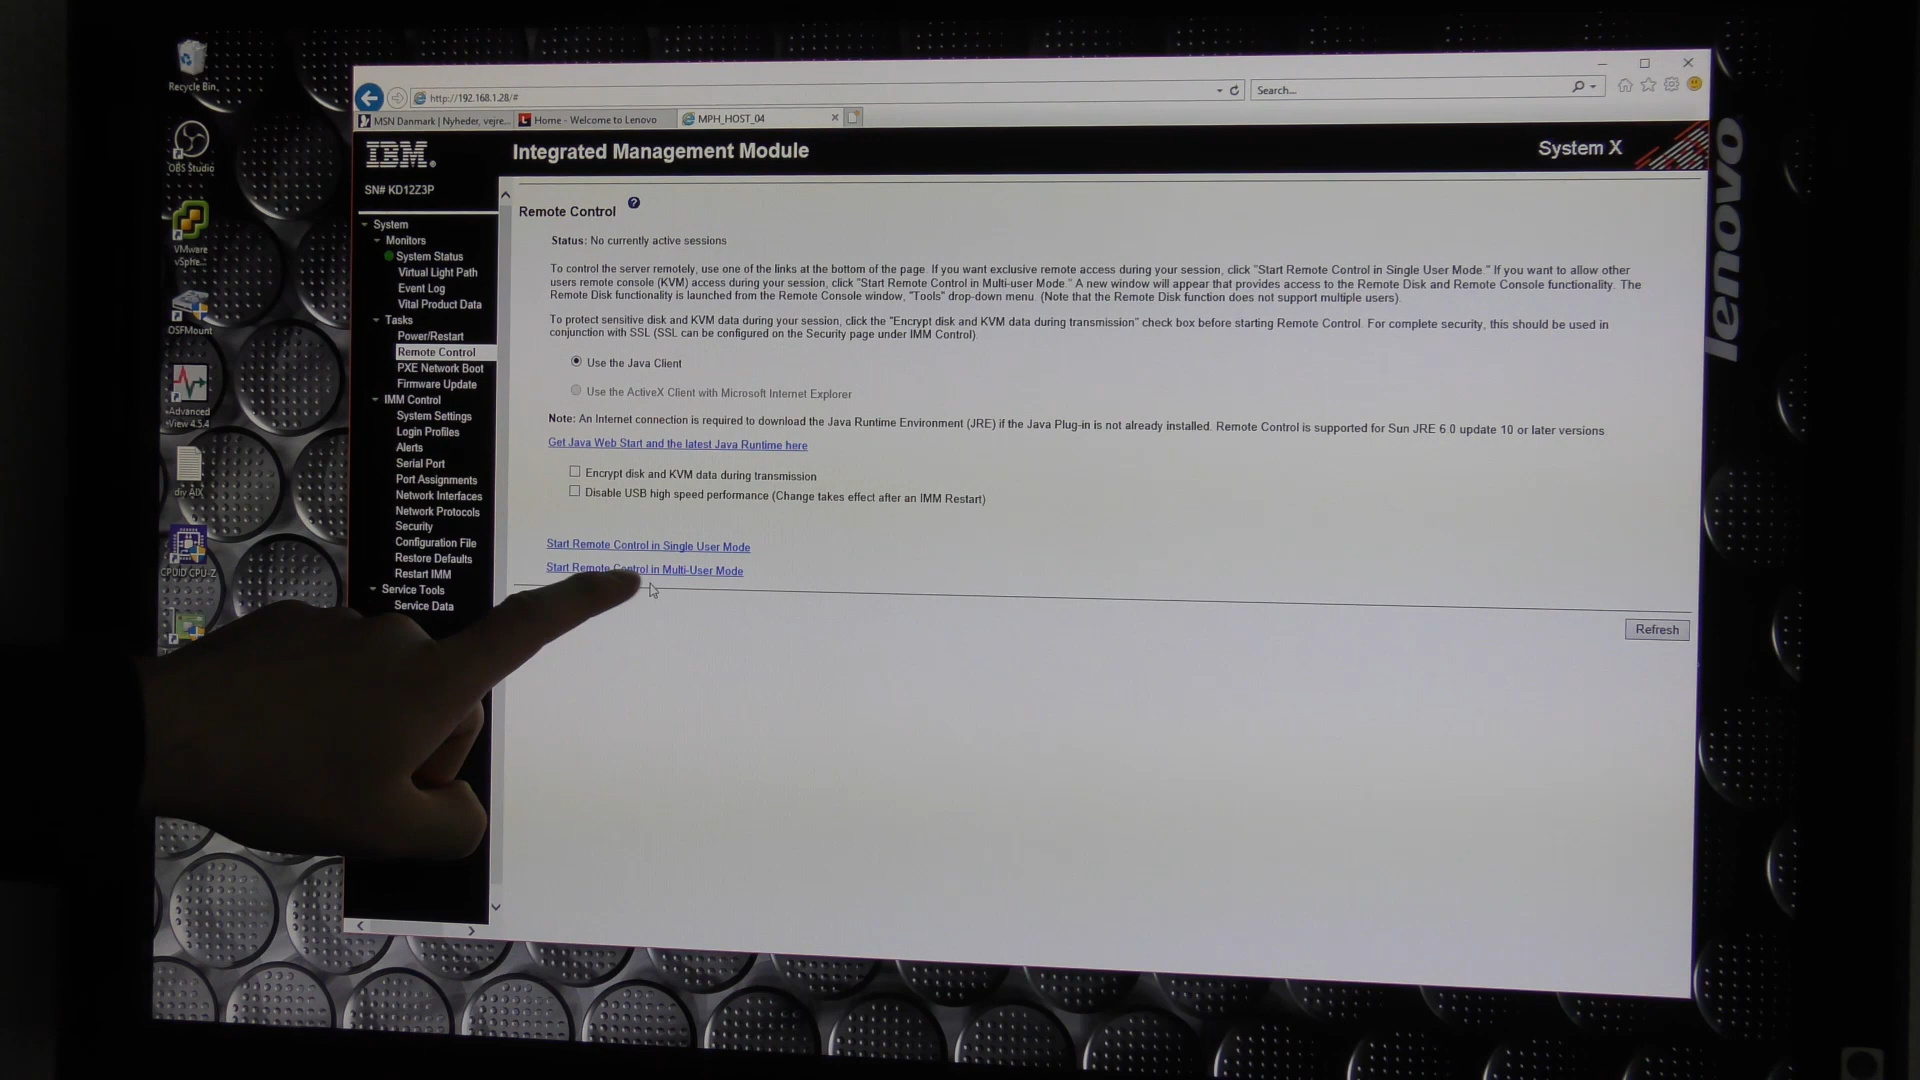 Recycle Bin
OBS Studio
VMware
vSphe...
OSFMount
Advanced
View 4.5.4
div AIX
CPUID CPU-Z
http://192.168.1.28/#
Search...
MSN Danmark | Nyheder, vejre...
Home - Welcome to Lenovo
MPH_HOST_04
IBM.
Integrated Management Module
System X
SN# KD12Z3P
System
Monitors
System Status
Virtual Light Path
Event Log
Vital Product Data
Tasks
Power/Restart
Remote Control
PXE Network Boot
Firmware Update
IMM Control
System Settings
Login Profiles
Alerts
Serial Port
Port Assignments
Network Interfaces
Network Protocols
Security
Configuration File
Restore Defaults
Restart IMM
Service Tools
Service Data
Remote Control
Status: No currently active sessions
To control the server remotely, use one of the links at the bottom of the page. If you want exclusive remote access during your session, click "Start Remote Control in Single User Mode." If you want to allow other
users remote console (KVM) access during your session, click "Start Remote Control in Multi-user Mode." A new window will appear that provides access to the Remote Disk and Remote Console functionality. The
Remote Disk functionality is launched from the Remote Console window, "Tools" drop-down menu. (Note that the Remote Disk function does not support multiple users).
To protect sensitive disk and KVM data during your session, click the "Encrypt disk and KVM data during transmission" check box before starting Remote Control. For complete security, this should be used in
conjunction with SSL (SSL can be configured on the Security page under IMM Control).
Use the Java Client
Use the ActiveX Client with Microsoft Internet Explorer
Note: An Internet connection is required to download the Java Runtime Environment (JRE) if the Java Plug-in is not already installed. Remote Control is supported for Sun JRE 6.0 update 10 or later versions
Get Java Web Start and the latest Java Runtime here
Encrypt disk and KVM data during transmission
Disable USB high speed performance (Change takes effect after an IMM Restart)
Start Remote Control in Single User Mode
Start Remote Control in Multi-User Mode
Refresh
lenovo